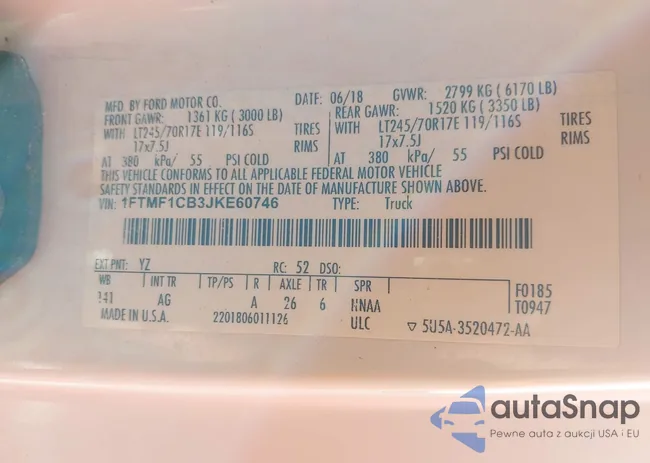 MFD. BY FORD MOTOR CO. DATE: 06/18 GVWR: 2799 KG ( 6170 LB)
FRONT GAWR: 1361 KG ( 3000 LB) REAR GAWR: 1520 KG ( 3350 LB)
WITH LT245/70R17E 119/116S TIRES WITH LT245/70R17E 119/116S TIRES
17x7.5J RIMS 17x7.5J RIMS
AT 380 kPa/ 55 PSI COLD AT 380 kPa/ 55 PSI COLD
THIS VEHICLE CONFORMS TO ALL APPLICABLE FEDERAL MOTOR VEHICLE
SAFETY STANDARDS IN EFFECT ON THE DATE OF MANUFACTURE SHOWN ABOVE.
VIN: 1FTMF1CB3JKE60746 TYPE: Truck
EXT PNT: YZ RC: 52 DSO:
WB INT TR TP/PS R AXLE TR SPR F0185
141 AG A 26 6 NNAA T0947
MADE IN U.S.A. 2201806011126 ULC ▽ 5U5A-3520472-AA
autaSnap
Pewne auta z aukcji USA i EU